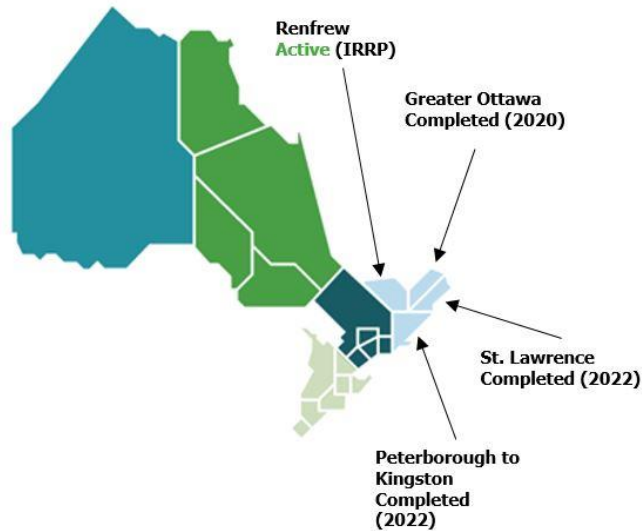 Renfrew
Active (IRRP)
Greater Ottawa
Completed (2020)
St. Lawrence
Completed (2022)
Peterborough to
Kingston
Completed
(2022)